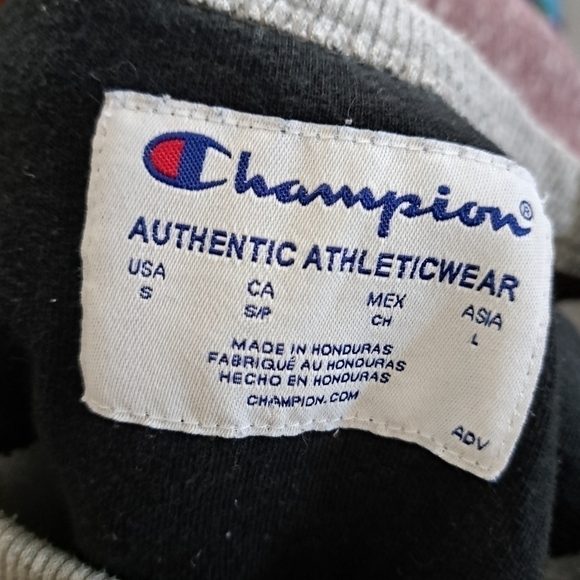 Champion®
AUTHENTIC ATHLETICWEAR
USA CA MEX ASIA
S S/P CH L
MADE IN HONDURAS
FABRIQUÉ AU HONDURAS
HECHO EN HONDURAS
CHAMPION.COM
ADV